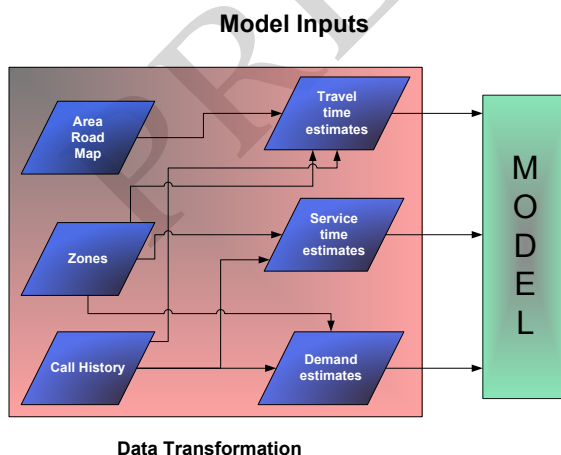 Model Inputs
Area
Road
Map
Travel
time
estimates
Zones
Service
time
estimates
Call History
Demand
estimates
M
O
D
E
L
Data Transformation